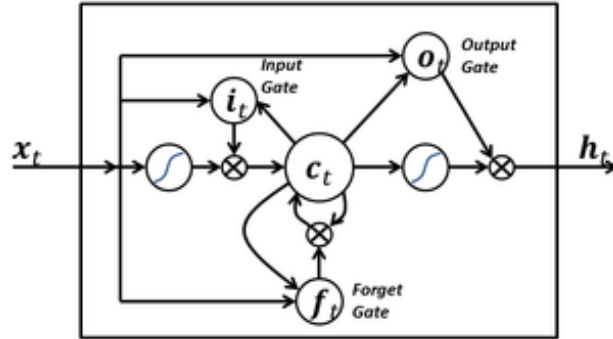 Input
Gate
i_t
o_t
Output
Gate
x_t
c_t
h_t
f_t
Forget
Gate